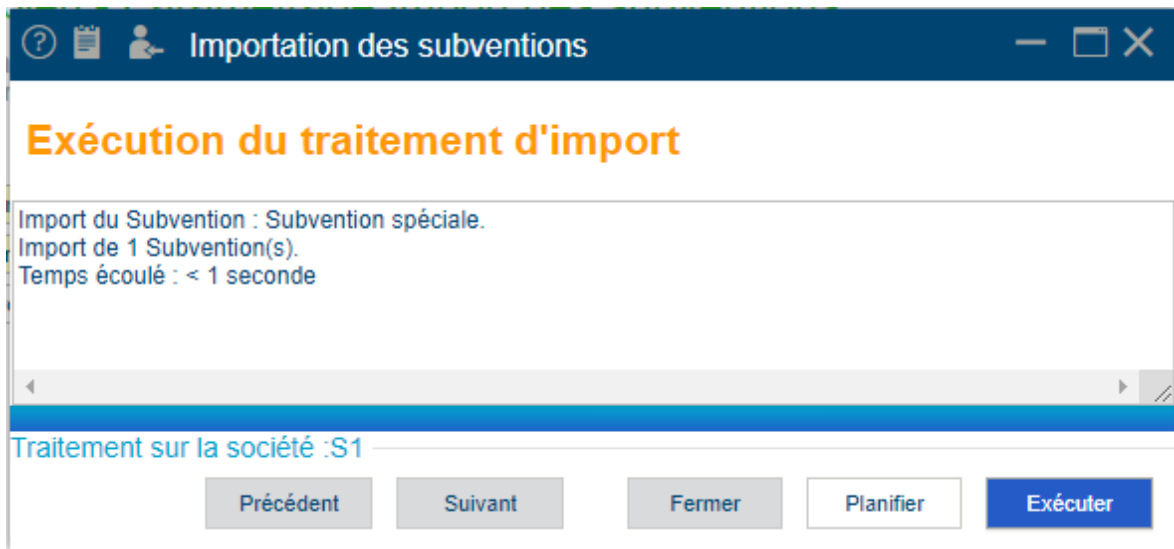 Importation des subventions
Exécution du traitement d'import
Import du Subvention : Subvention spéciale.
Import de 1 Subvention(s).
Temps écoulé : < 1 seconde
Traitement sur la société :S1
Précédent Suivant Fermer Planifier Exécuter